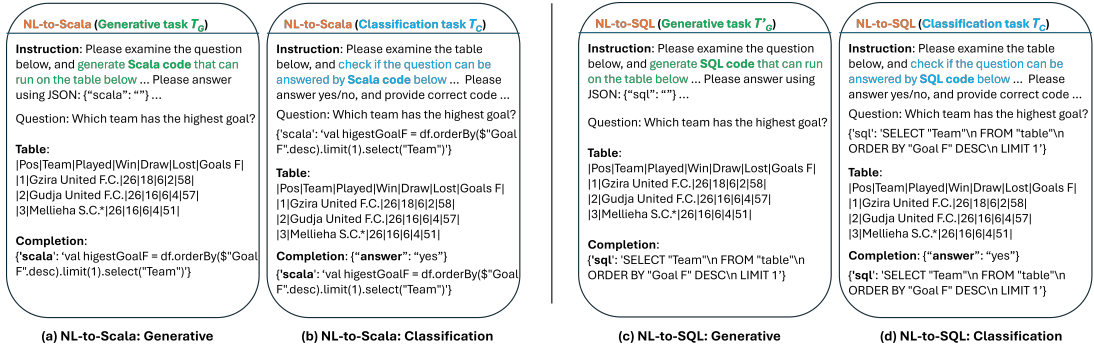 NL-to-Scala (Generative task T_G)
Instruction: Please examine the question
below, and generate Scala code that can
run on the table below ... Please answer
using JSON: {“scala”: “”} ...
Question: Which team has the highest goal?
Table:
|Pos|Team|Played|Win|Draw|Lost|Goals F|
|1|Gzira United F.C.|26|18|6|2|58|
|2|Gudja United F.C.|26|16|6|4|57|
|3|Mellieha S.C.*|26|16|6|4|51|
Completion:
{'scala': ‘val higestGoalF = df.orderBy($"Goal
F".desc).limit(1).select("Team")'}
(a) NL-to-Scala: Generative
NL-to-Scala (Classification task T_C)
Instruction: Please examine the table
below, and check if the question can be
answered by Scala code below ... Please
answer yes/no, and provide correct code ...
Question: Which team has the highest goal?
{'scala': 'val higestGoalF = df.orderBy($"Goal
F".desc).limit(1).select("Team")'}
Table:
|Pos|Team|Played|Win|Draw|Lost|Goals F|
|1|Gzira United F.C.|26|18|6|2|58|
|2|Gudja United F.C.|26|16|6|4|57|
|3|Mellieha S.C.*|26|16|6|4|51|
Completion: {“answer”: “yes”}
{'scala': 'val higestGoalF = df.orderBy($"Goal
F".desc).limit(1).select("Team")'}
(b) NL-to-Scala: Classification
NL-to-SQL (Generative task T'_G)
Instruction: Please examine the question
below, and generate SQL code that can run
on the table below ... Please answer using
JSON: {“sql”: “”} ...
Question: Which team has the highest goal?
Table:
|Pos|Team|Played|Win|Draw|Lost|Goals F|
|1|Gzira United F.C.|26|18|6|2|58|
|2|Gudja United F.C.|26|16|6|4|57|
|3|Mellieha S.C.*|26|16|6|4|51|
Completion:
{'sql': 'SELECT "Team"\n FROM "table"\n
ORDER BY "Goal F" DESC\n LIMIT 1’}
(c) NL-to-SQL: Generative
NL-to-SQL (Classification task T_C)
Instruction: Please examine the table
below, and check if the question can be
answered by SQL code below ... Please
answer yes/no, and provide correct code ...
Question: Which team has the highest goal?
{'sql': 'SELECT "Team"\n FROM "table"\n
ORDER BY "Goal F" DESC\n LIMIT 1’}
Table:
|Pos|Team|Played|Win|Draw|Lost|Goals F|
|1|Gzira United F.C.|26|18|6|2|58|
|2|Gudja United F.C.|26|16|6|4|57|
|3|Mellieha S.C.*|26|16|6|4|51|
Completion: {“answer”: “yes”}
{'sql': 'SELECT "Team"\n FROM "table"\n
ORDER BY "Goal F" DESC\n LIMIT 1’}
(d) NL-to-SQL: Classification